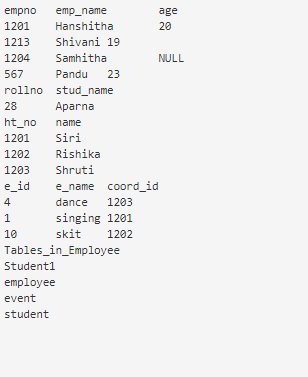 empno emp_name age
1201 Hanshitha 20
1213 Shivani 19
1204 Samhitha NULL
567 Pandu 23
rollno stud_name
28 Aparna
ht_no name
1201 Siri
1202 Rishika
1203 Shruti
e_id e_name coord_id
4 dance 1203
1 singing 1201
10 skit 1202
Tables_in_Employee
Student1
employee
event
student